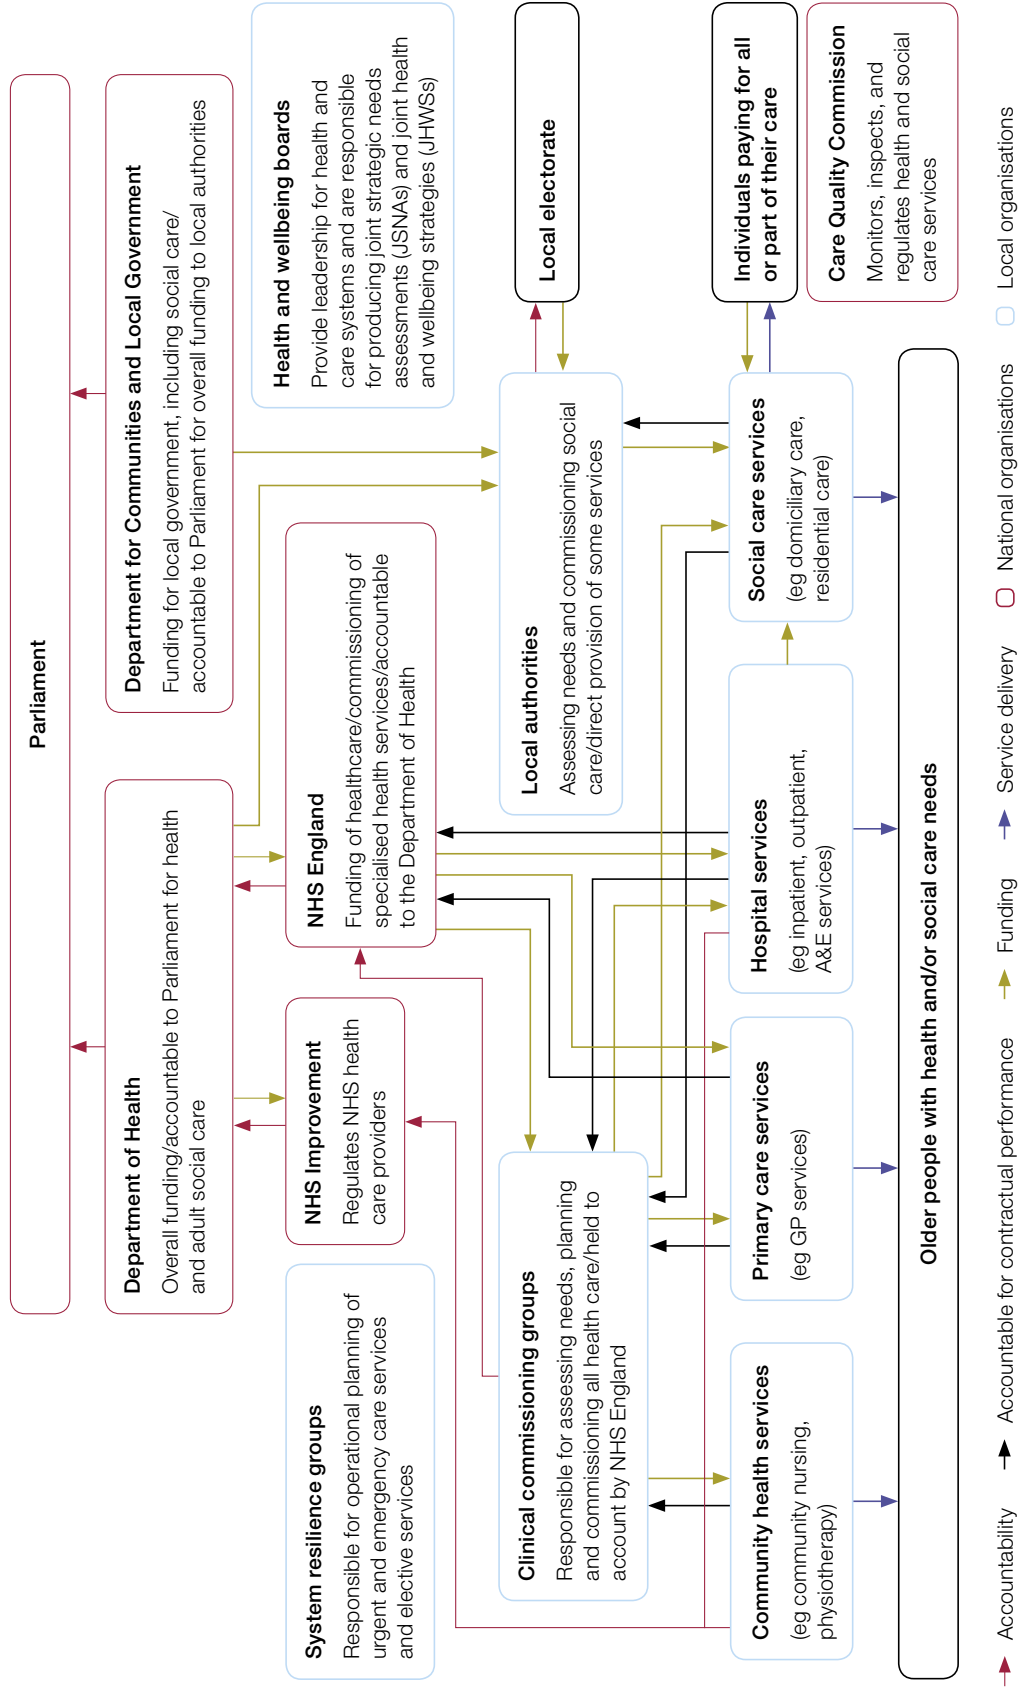 Parliament
Department of Health
Overall funding/accountable to Parliament for health
and adult social care
Department for Communities and Local Government
Funding for local government, including social care/
accountable to Parliament for overall funding to local authorities
System resilience groups
Responsible for operational planning of
urgent and emergency care services
and elective services
NHS Improvement
Regulates NHS health
care providers
NHS England
Funding of healthcare/commissioning of
specialised health services/accountable
to the Department of Health
Health and wellbeing boards
Provide leadership for health and
care systems and are responsible
for producing joint strategic needs
assessments (JSNAs) and joint health
and wellbeing strategies (JHWSs)
Clinical commissioning groups
Responsible for assessing needs, planning
and commissioning all health care/held to
account by NHS England
Local authorities
Assessing needs and commissioning social
care/direct provision of some services
Local electorate
Community health services
(eg community nursing,
physiotherapy)
Primary care services
(eg GP services)
Hospital services
(eg inpatient, outpatient,
A&E services)
Social care services
(eg domiciliary care,
residential care)
Individuals paying for all
or part of their care
Care Quality Commission
Monitors, inspects, and
regulates health and social
care services
Older people with health and/or social care needs
Accountability
Accountable for contractual performance
Funding
Service delivery
National organisations
Local organisations